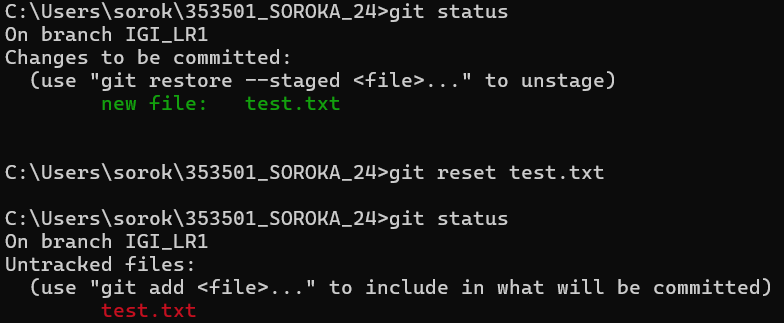 C:\Users\sorok\353501_SOROKA_24>git status
On branch IGI_LR1
Changes to be committed:
  (use "git restore --staged <file>..." to unstage)
        new file:   test.txt

C:\Users\sorok\353501_SOROKA_24>git reset test.txt

C:\Users\sorok\353501_SOROKA_24>git status
On branch IGI_LR1
Untracked files:
  (use "git add <file>..." to include in what will be committed)
        test.txt